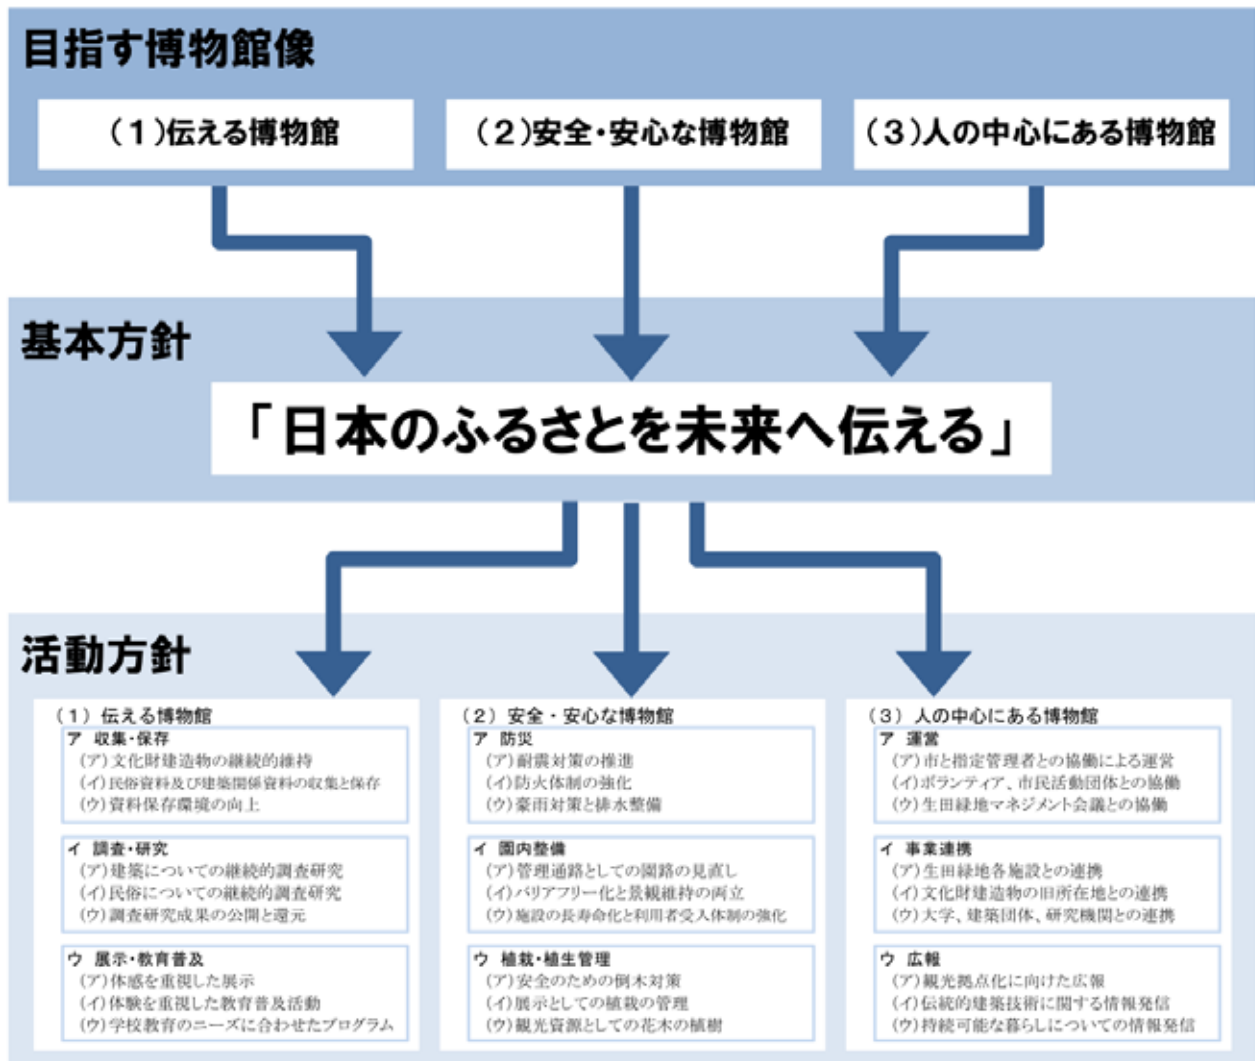 目指す博物館像
(1)伝える博物館
(2)安全・安心な博物館
(3)人の中心にある博物館
基本方針
「日本のふるさとを未来へ伝える」
活動方針
(1)伝える博物館
ア 収集・保存
(ア)文化財建造物の継続的維持
(イ)民俗資料及び建築関係資料の収集と保存
(ウ)資料保存環境の向上
イ 調査・研究
(ア)建築についての継続的調査研究
(イ)民俗についての継続的調査研究
(ウ)調査研究成果の公開と還元
ウ 展示・教育普及
(ア)体感を重視した展示
(イ)体験を重視した教育普及活動
(ウ)学校教育のニーズに合わせたプログラム
(2)安全・安心な博物館
ア 防災
(ア)耐震対策の推進
(イ)防火体制の強化
(ウ)豪雨対策と排水整備
イ 園内整備
(ア)管理通路としての園路の見直し
(イ)バリアフリー化と景観維持の両立
(ウ)施設の長寿命化と利用者受入体制の強化
ウ 植栽・植生管理
(ア)安全のための倒木対策
(イ)展示としての植栽の管理
(ウ)観光資源としての花木の植樹
(3)人の中心にある博物館
ア 運営
(ア)市と指定管理者との協働による運営
(イ)ボランティア、市民活動団体との協働
(ウ)生田緑地マネジメント会議との協働
イ 事業連携
(ア)生田緑地各施設との連携
(イ)文化財建造物の旧所在地との連携
(ウ)大学、建築団体、研究機関との連携
ウ 広報
(ア)観光拠点化に向けた広報
(イ)伝統的建築技術に関する情報発信
(ウ)持続可能な暮らしについての情報発信